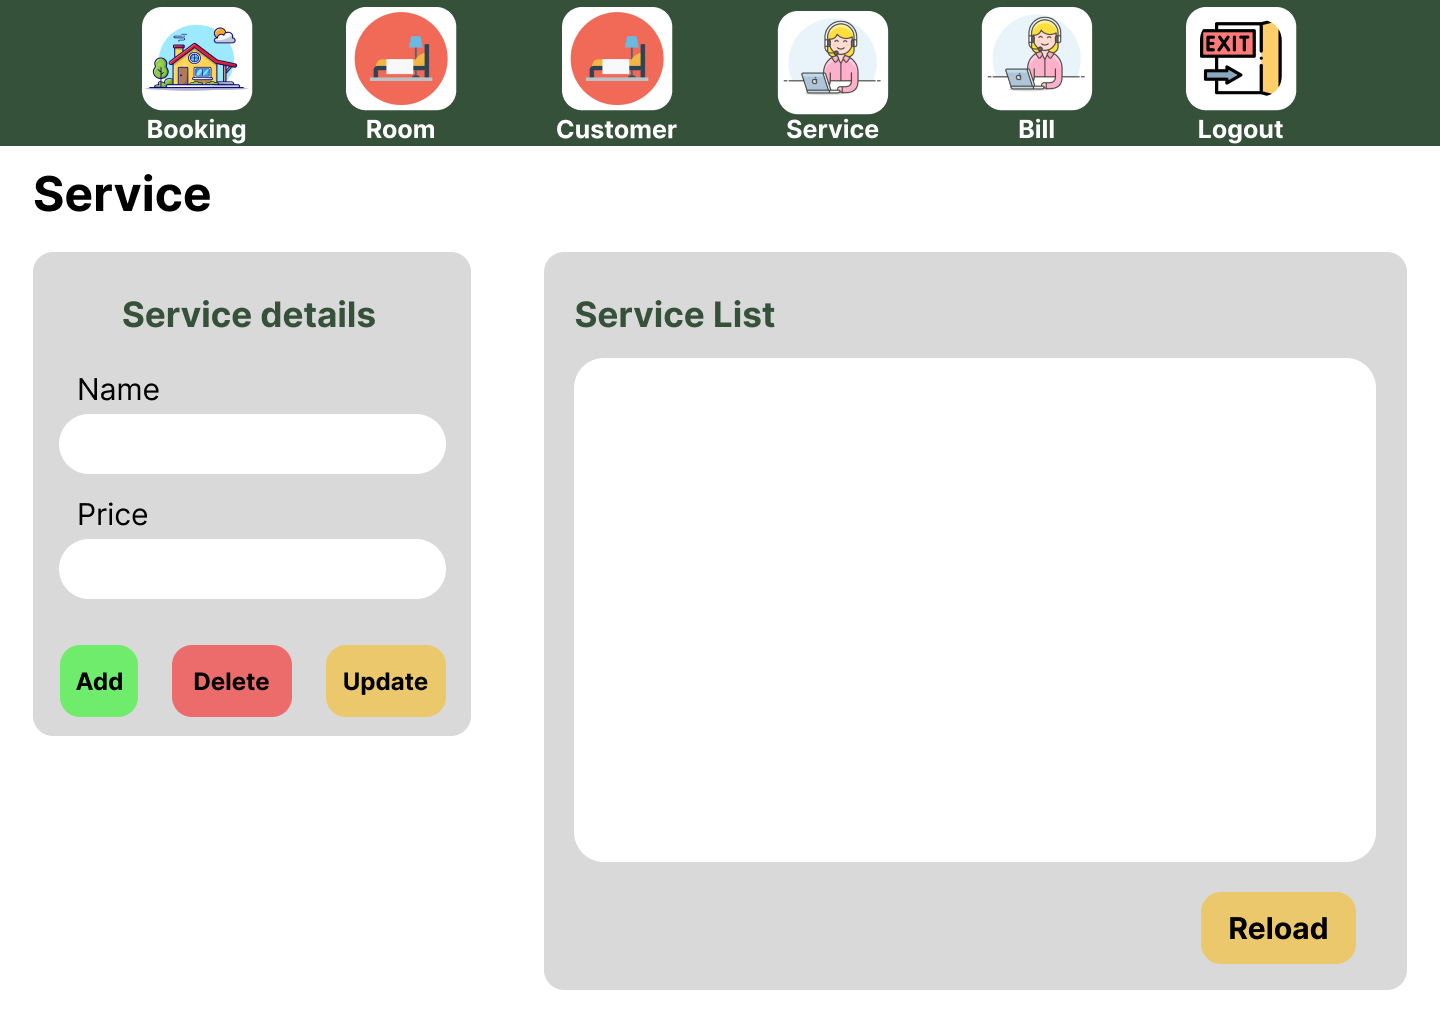 EXIT
Booking
Room
Customer
Service
Bill
Logout
Service
Service details
Name
Price
Add
Delete
Update
Service List
Reload